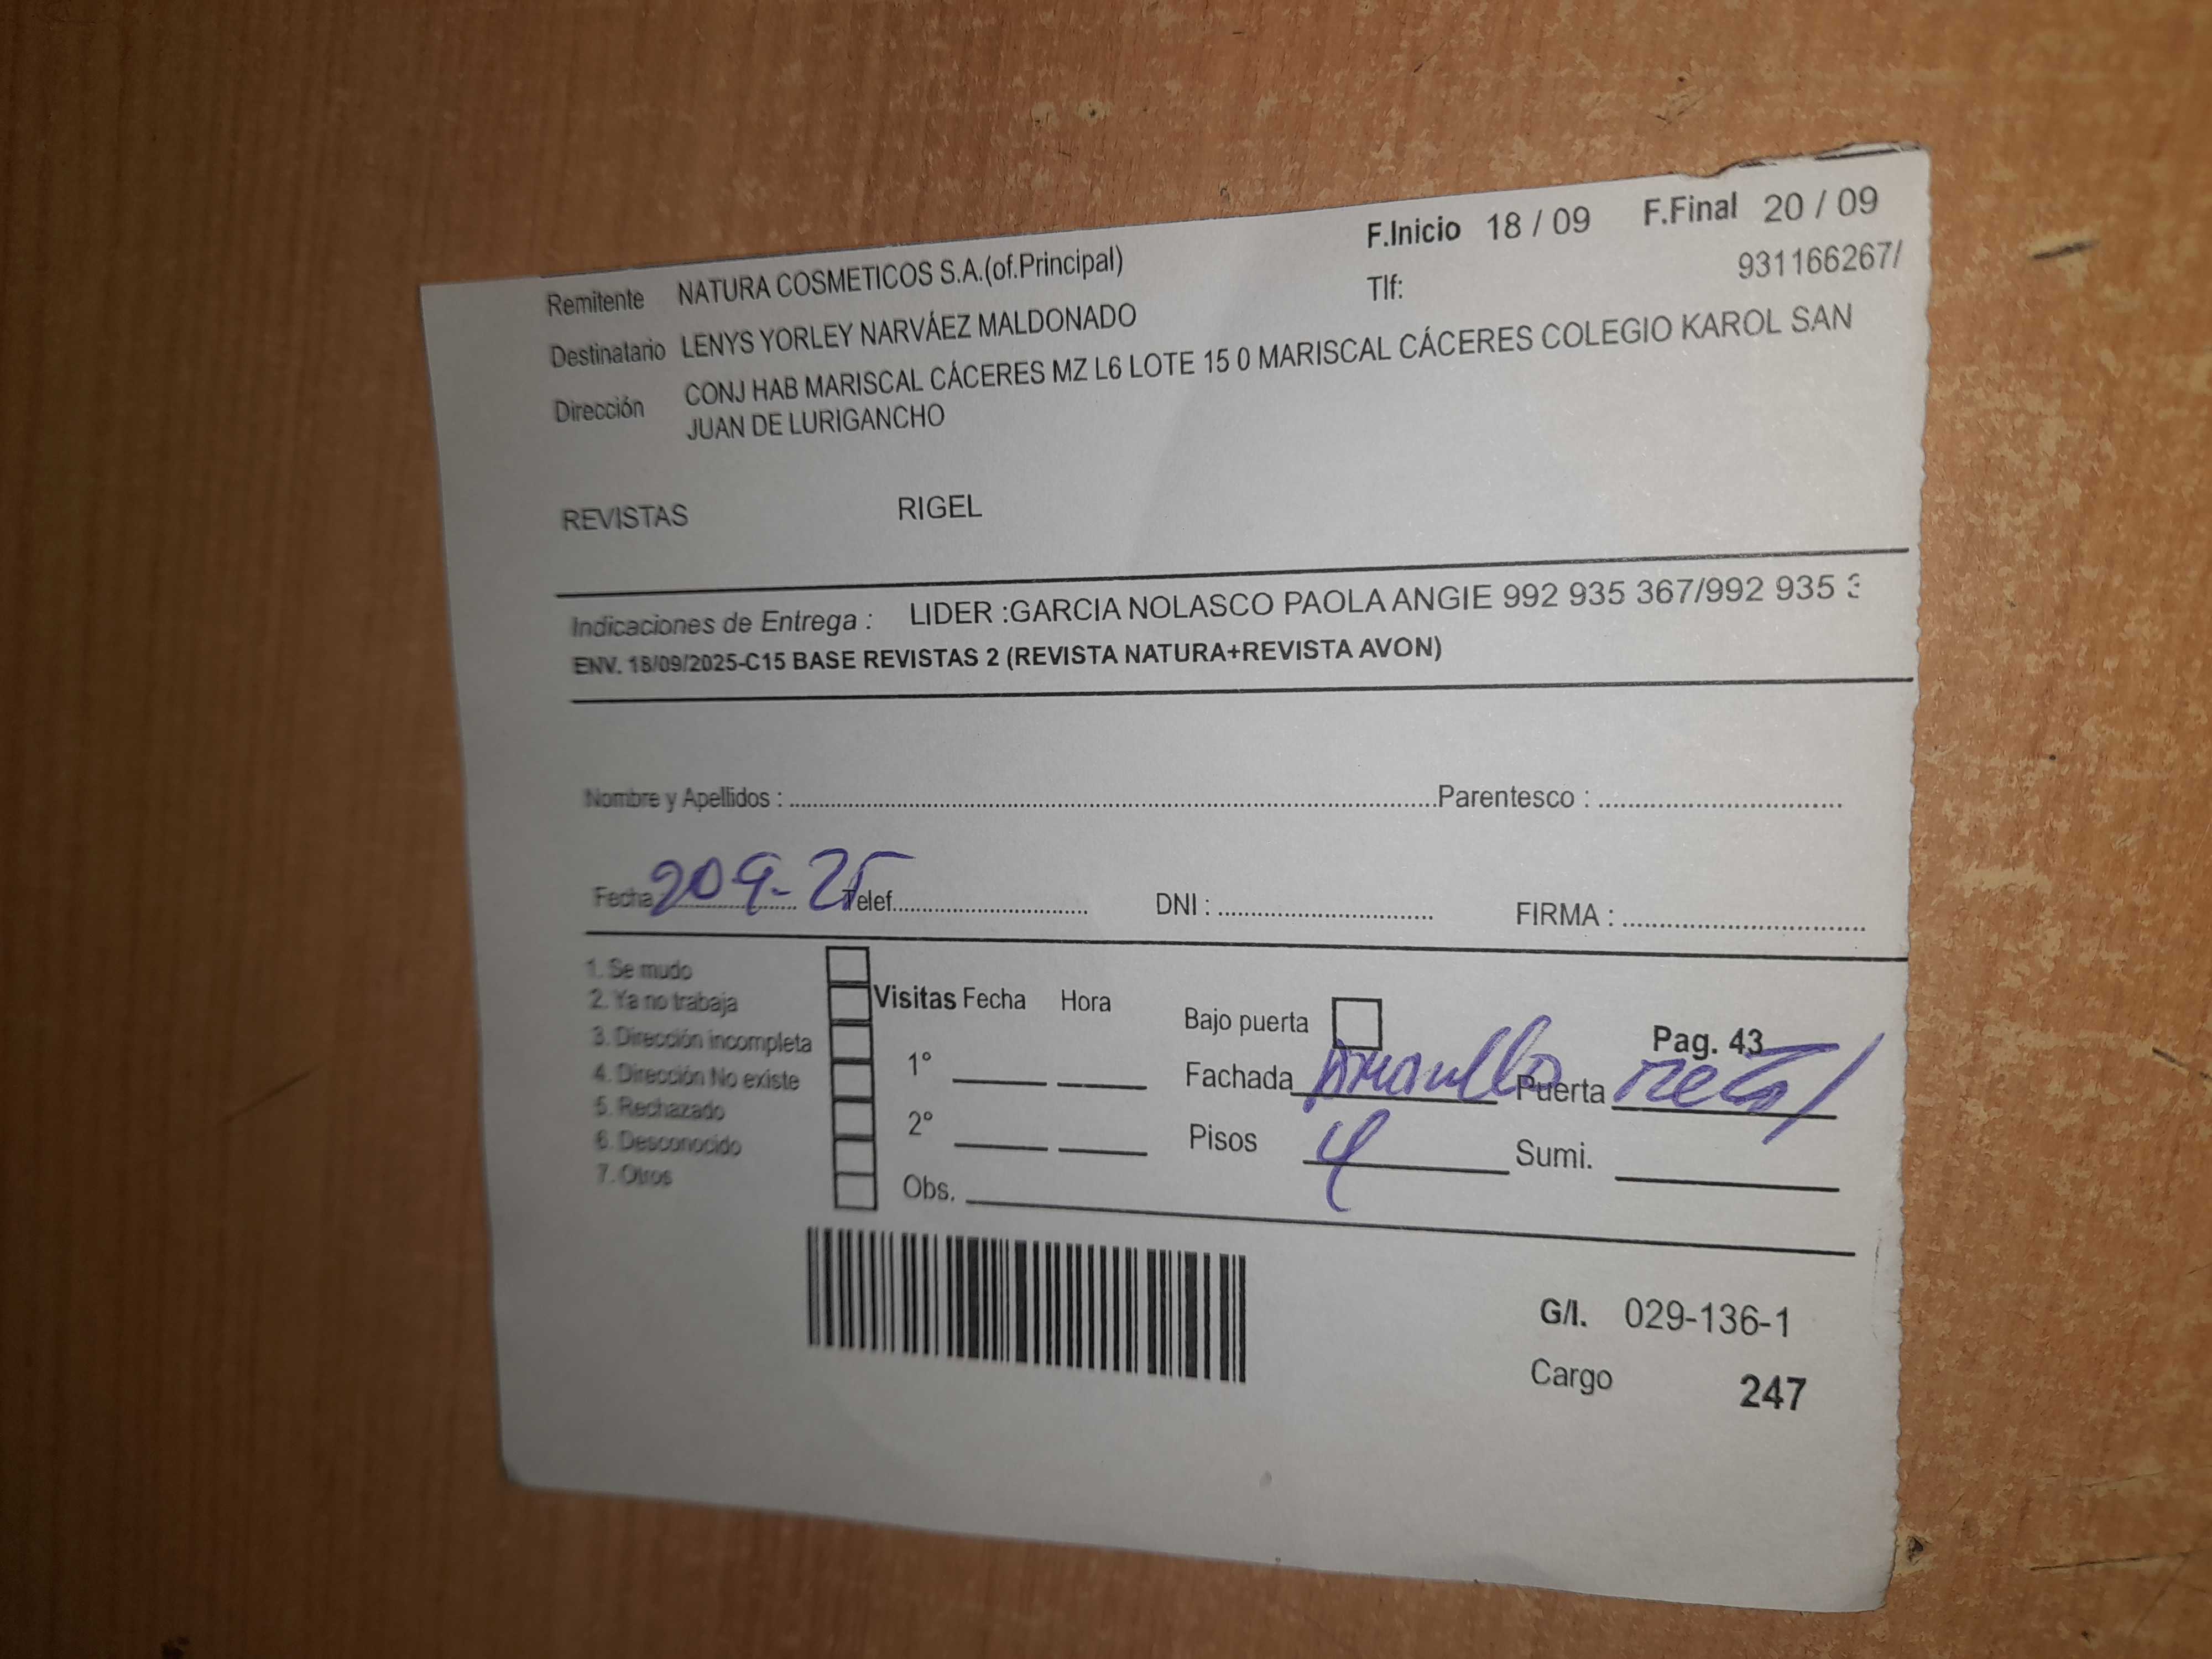 F.Inicio 18 / 09 F.Final 20 / 09
Remitente NATURA COSMETICOS S.A.(of.Principal) Tlf: 931166267/
Destinatario LENYS YORLEY NARVÁEZ MALDONADO
Dirección CONJ HAB MARISCAL CÁCERES MZ L6 LOTE 15 0 MARISCAL CÁCERES COLEGIO KAROL SAN
JUAN DE LURIGANCHO
REVISTAS RIGEL
Indicaciones de Entrega : LIDER :GARCIA NOLASCO PAOLA ANGIE 992 935 367/992 935 3
ENV. 18/09/2025-C15 BASE REVISTAS 2 (REVISTA NATURA+REVISTA AVON)
Nombre y Apellidos : Parentesco :
Fecha 209-25 Telef. DNI : FIRMA :
1. Se mudo
2. Ya no trabaja Visitas Fecha Hora Bajo puerta Pag. 43
3. Dirección incompleta 1° Fachada Amarillo Puerta metal
4. Dirección No existe
5. Rechazado 2° Pisos 4 Sumi.
6. Desconocido
7. Otros Obs.
G/I. 029-136-1
Cargo 247